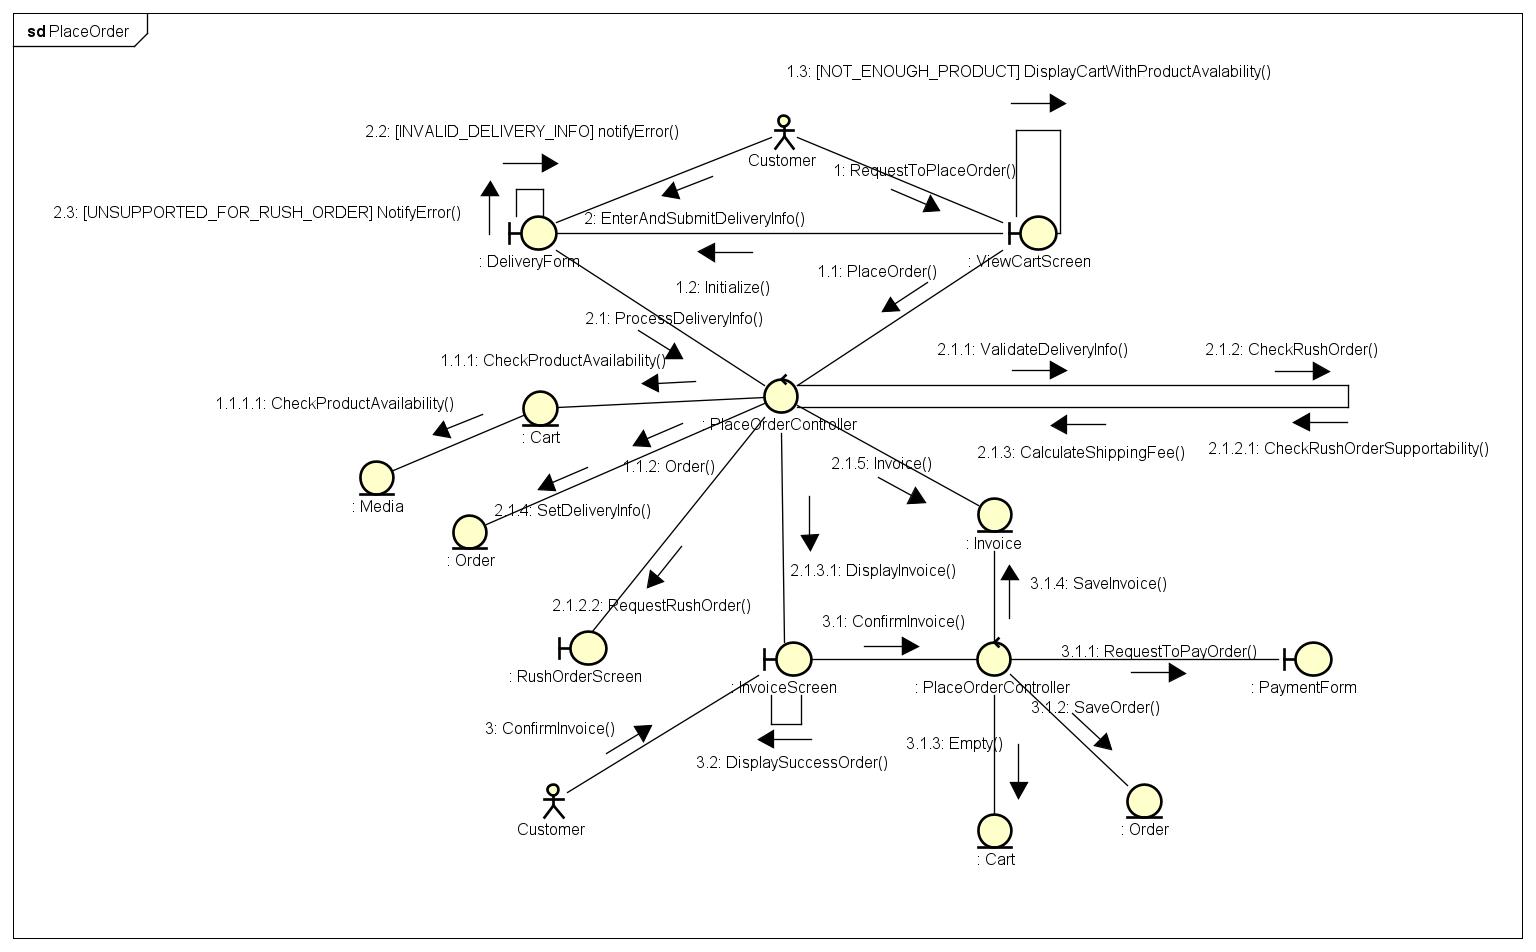 sd PlaceOrder
1.3: [NOT_ENOUGH_PRODUCT] DisplayCartWithProductAvalability()
2.2: [INVALID_DELIVERY_INFO] notifyError()
Customer
1: RequestToPlaceOrder()
2.3: [UNSUPPORTED_FOR_RUSH_ORDER] NotifyError()
2: EnterAndSubmitDeliveryInfo()
: DeliveryForm
: ViewCartScreen
1.1: PlaceOrder()
1.2: Initialize()
2.1: ProcessDeliveryInfo()
2.1.1: ValidateDeliveryInfo()
2.1.2: CheckRushOrder()
1.1.1: CheckProductAvailability()
1.1.1.1: CheckProductAvailability()
: PlaceOrderController
: Cart
2.1.3: CalculateShippingFee()
2.1.2.1: CheckRushOrderSupportability()
1.1.2: Order()
2.1.5: Invoice()
: Media
2.1.4: SetDeliveryInfo()
: Invoice
: Order
2.1.3.1: DisplayInvoice()
3.1.4: SaveInvoice()
2.1.2.2: RequestRushOrder()
3.1: ConfirmInvoice()
3.1.1: RequestToPayOrder()
: RushOrderScreen
: InvoiceScreen
: PlaceOrderController
: PaymentForm
3.1.2: SaveOrder()
3: ConfirmInvoice()
3.1.3: Empty()
3.2: DisplaySuccessOrder()
Customer
: Order
: Cart